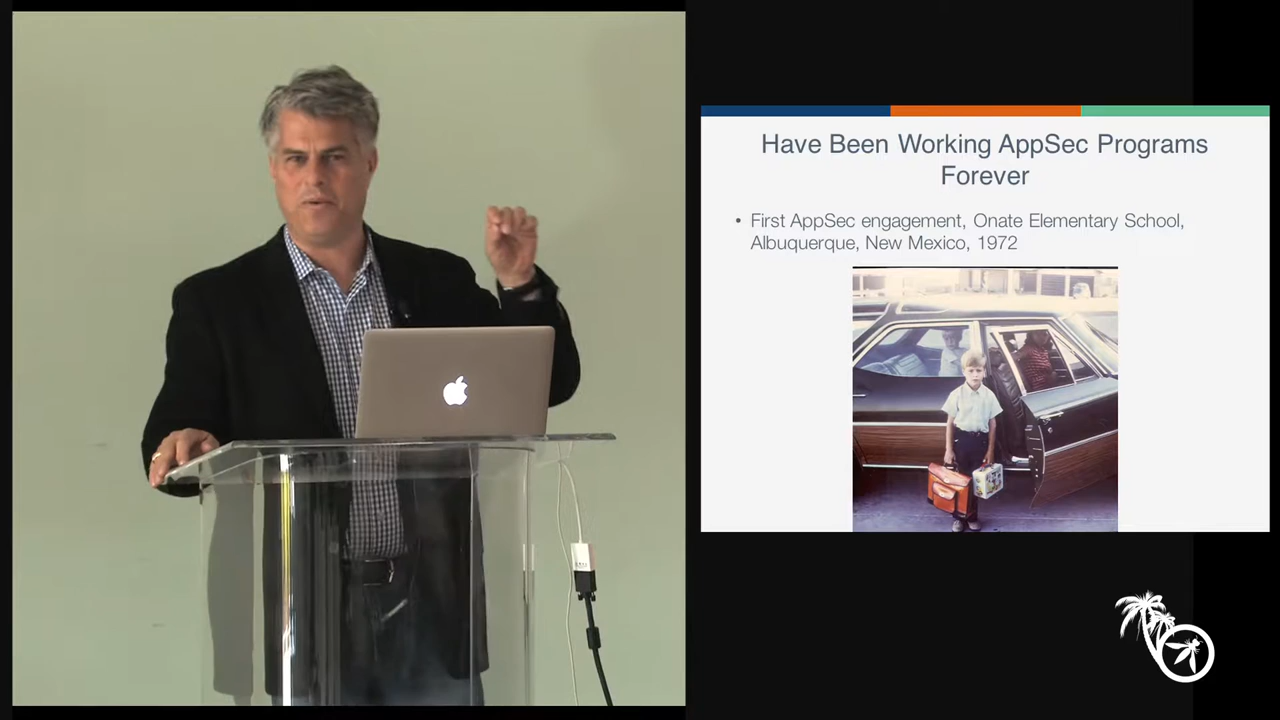 Have Been Working AppSec Programs
Forever
• First AppSec engagement, Onate Elementary School,
Albuquerque, New Mexico, 1972